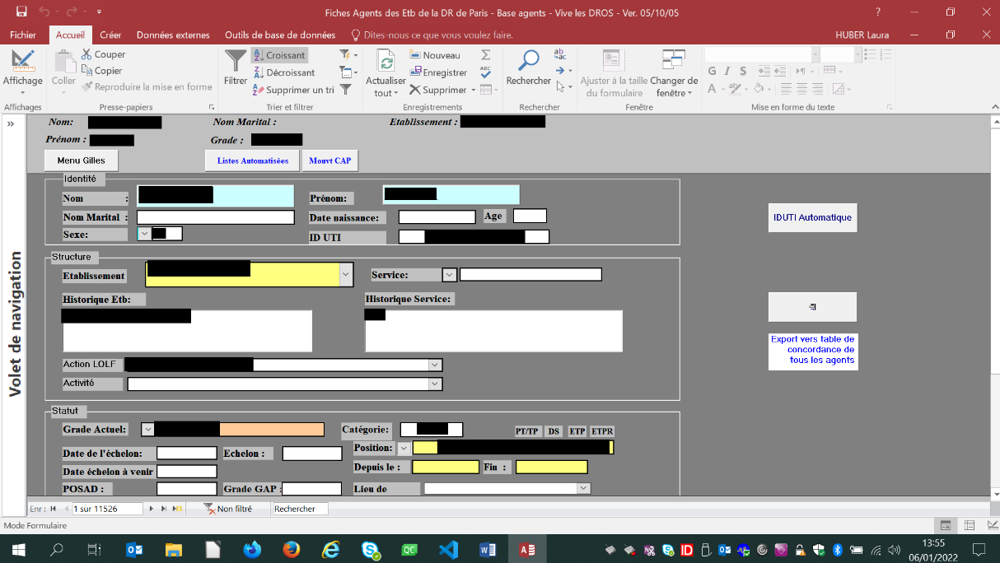 Fiches Agents des Etb de la DR de Paris - Base agents - Vive les DROS - Ver. 05/10/05
?
Fichier Accueil Créer Données externes Outils de base de données Dites-nous ce que vous voulez faire. HUBER Laura
Affichage
Affichages
Coller
Couper
Copier
Reproduire la mise en forme
Presse-papiers
Filtrer
Croissant
Décroissant
Supprimer un tri
Trier et filtrer
Actualiser
tout
Nouveau
Enregistrer
Supprimer
Enregistrements
Rechercher
Rechercher
Ajuster à la taille
du formulaire
Changer de
fenêtre
Fenêtre
G I S
A
Mise en forme du texte
»
Volet de navigation
Nom: Nom Marital : Etablissement :
Prénom : Grade :
Menu Gilles Listes Automatisées Mouvt CAP
Identité
Nom : Prénom:
Nom Marital : Date naissance: Age
Sexe: ID UTI
IDUTI Automatique
Structure
Etablissement Service:
Historique Etb: Historique Service:
Action LOLF
Activité
Export vers table de
concordance de
tous les agents
Statut
Grade Actuel: Catégorie: PT/TP DS ETP ETPR
Position:
Date de l'échelon: Echelon :
Depuis le : Fin :
Date échelon à venir
POSAD : Grade GAP : Lieu de
Enr : 1 sur 11526 Non filtré Rechercher
Mode Formulaire
13:55
06/01/2022